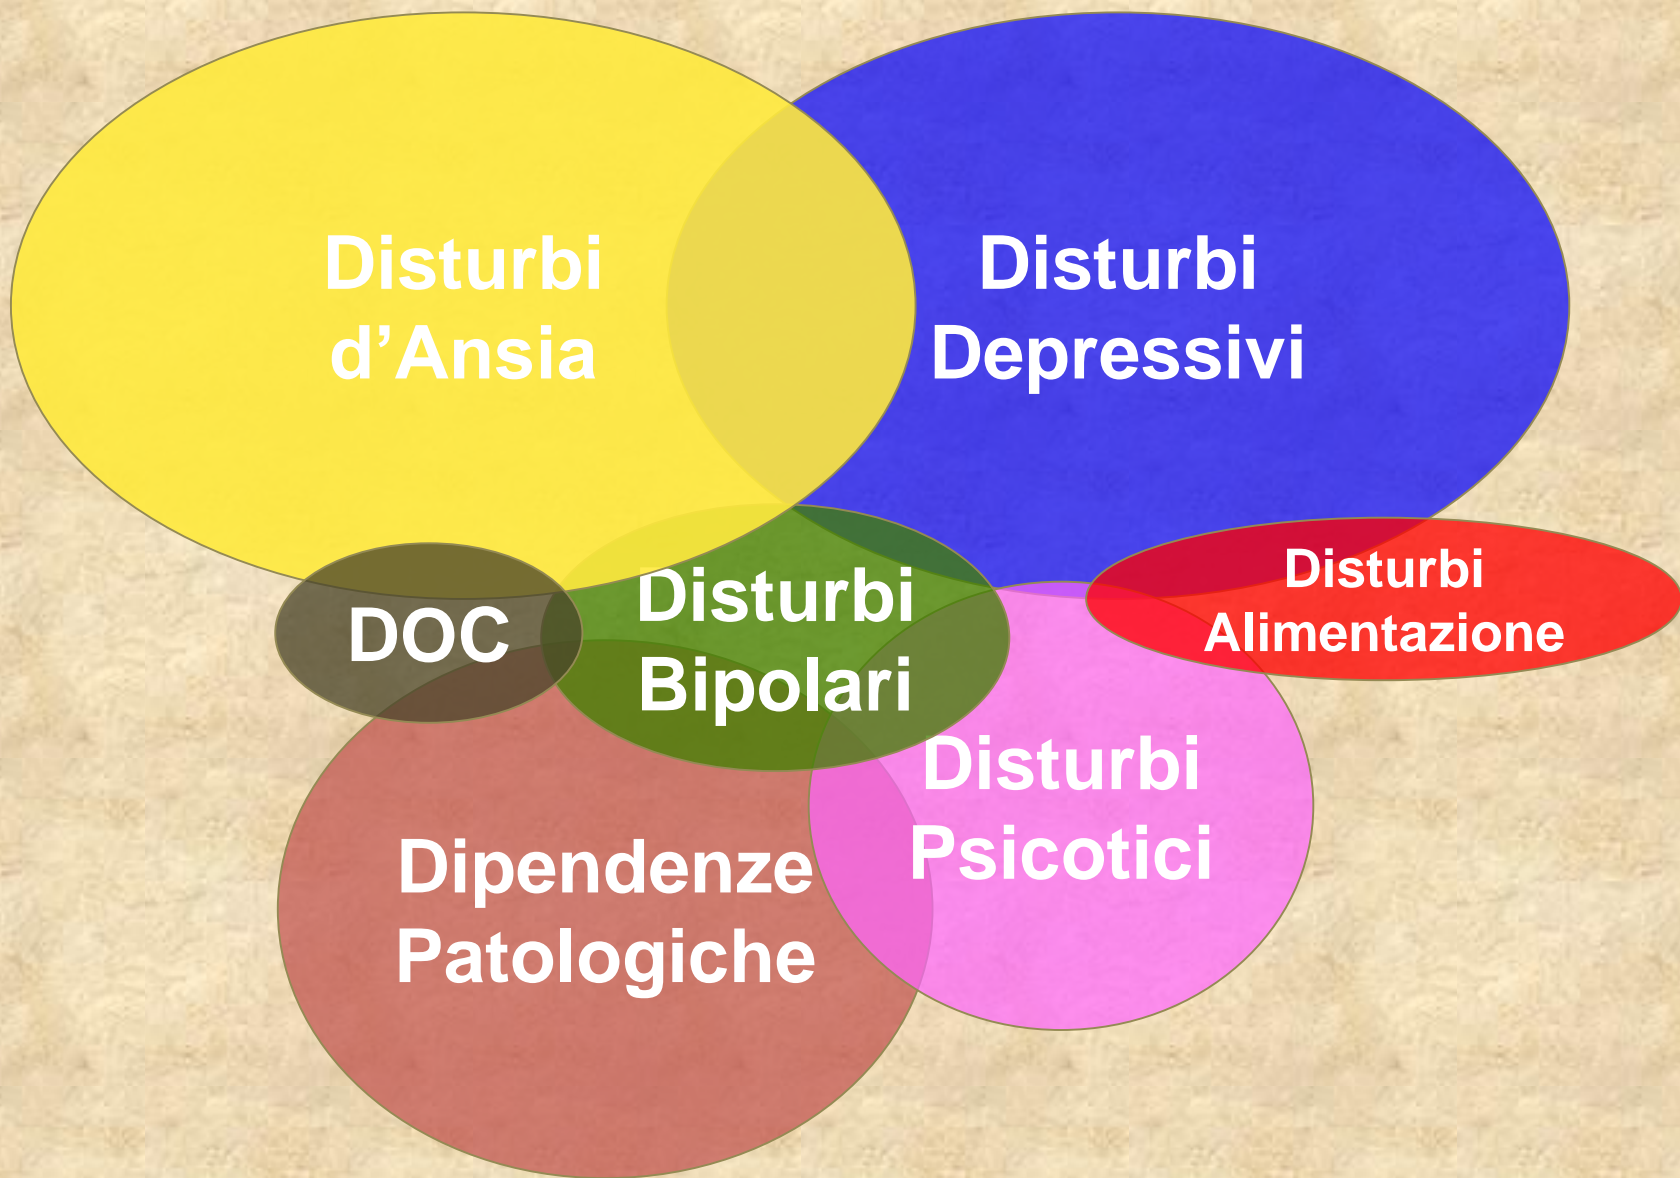 Disturbi
d’Ansia
Disturbi
Depressivi
DOC
Disturbi
Bipolari
Disturbi
Alimentazione
Dipendenze
Patologiche
Disturbi
Psicotici